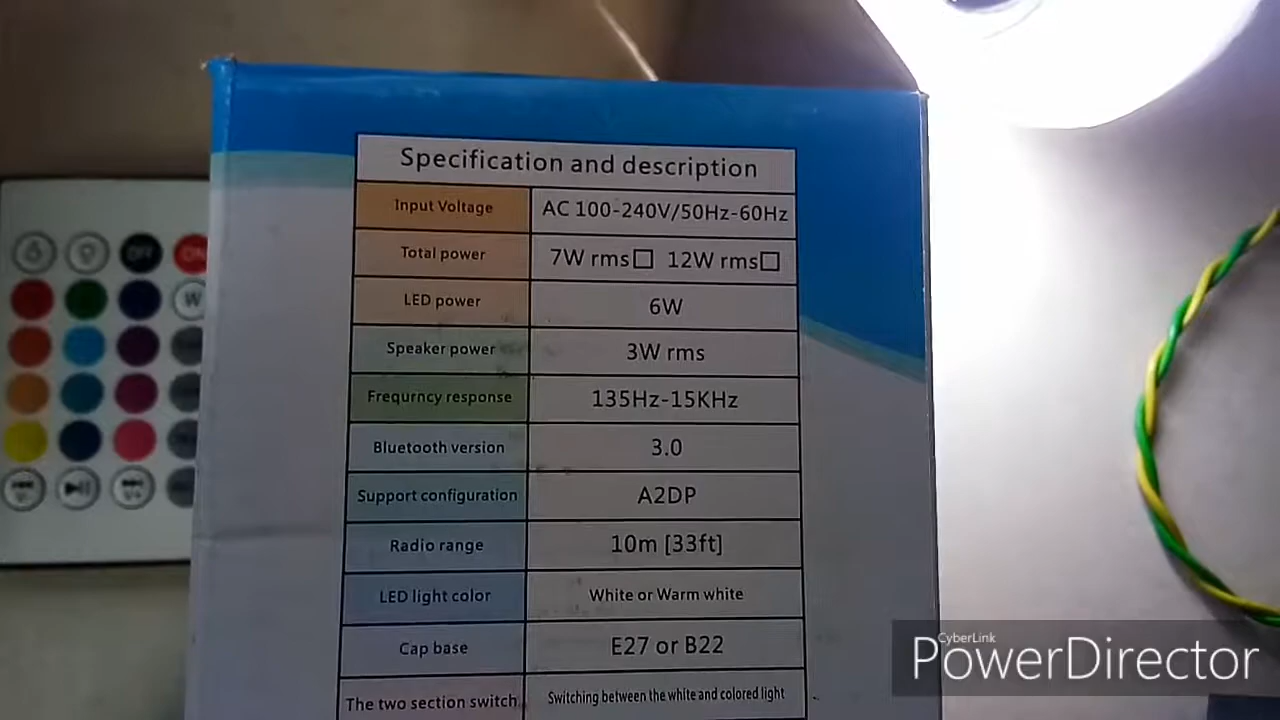 Specification and description
Input Voltage AC 100-240V/50Hz-60Hz
Total power 7W rms□ 12W rms□
LED power 6W
Speaker power 3W rms
Frequrncy response 135Hz-15KHz
Bluetooth version 3.0
Support configuration A2DP
Radio range 10m [33ft]
LED light color White or Warm white
Cap base E27 or B22
The two section switch Switching between the white and colored light
OFF ON
W
CyberLink
PowerDirector